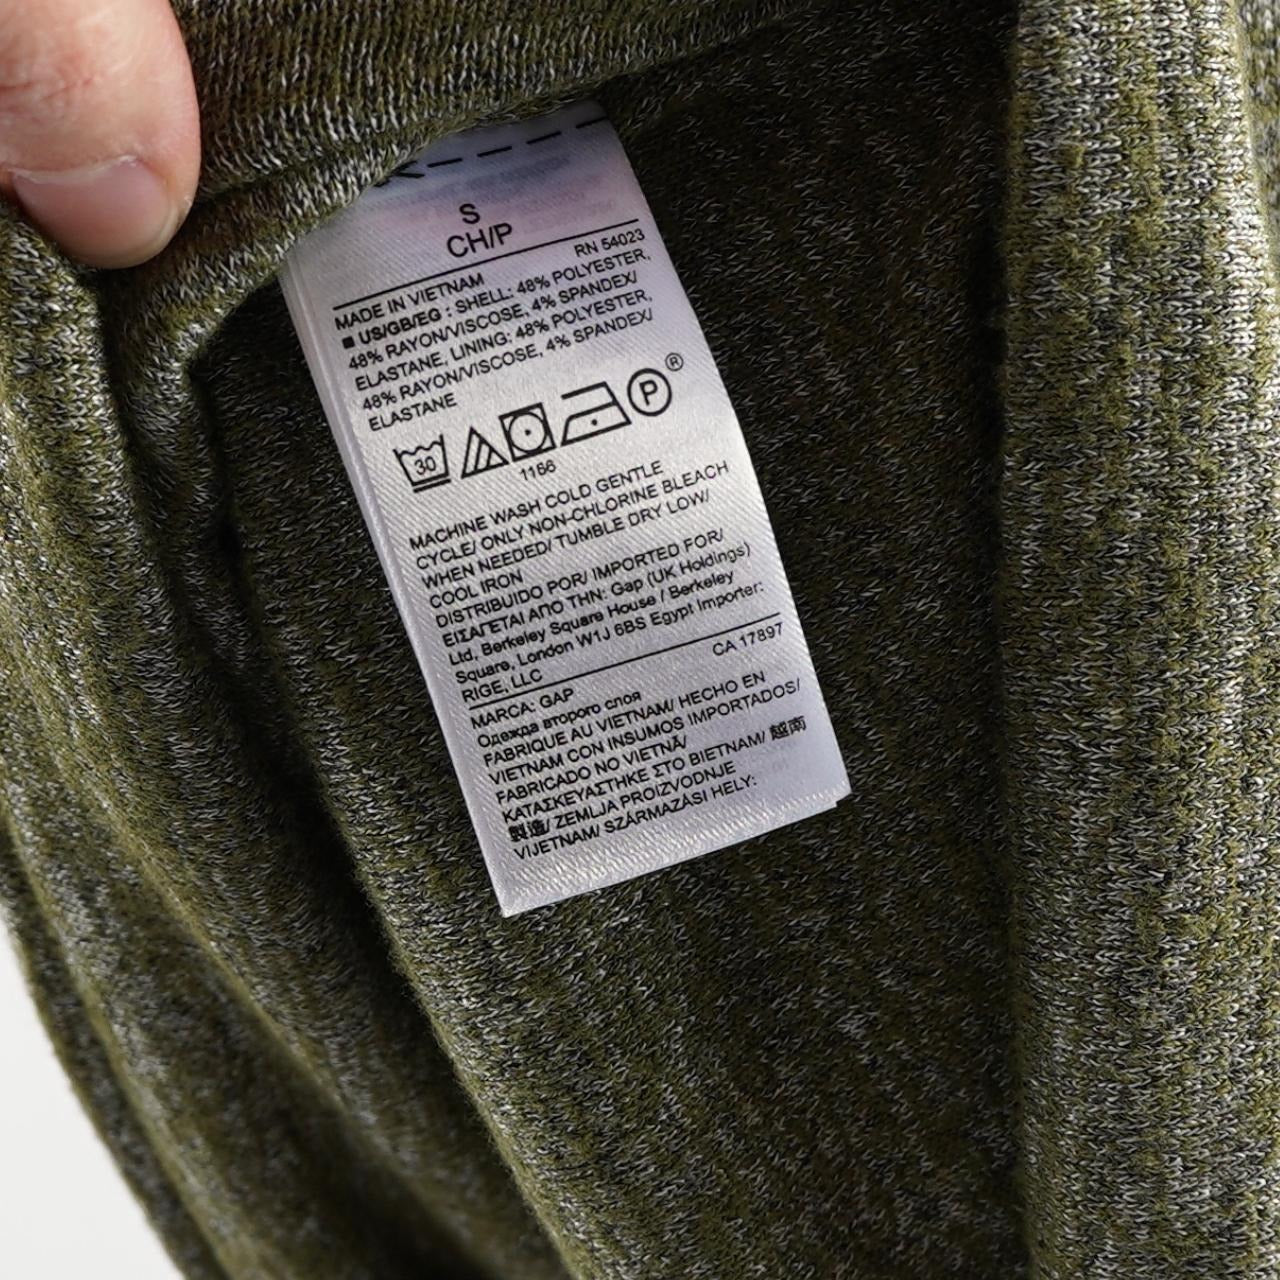 S
CH/P
RN 54023
MADE IN VIETNAM
■ US/GB/EG : SHELL: 48% POLYESTER,
48% RAYON/VISCOSE, 4% SPANDEX/
ELASTANE, LINING: 48% POLYESTER,
48% RAYON/VISCOSE, 4% SPANDEX/
ELASTANE
30
P ®
1166
MACHINE WASH COLD GENTLE
CYCLE/ ONLY NON-CHLORINE BLEACH
WHEN NEEDED/ TUMBLE DRY LOW/
COOL IRON
DISTRIBUIDO POR/ IMPORTED FOR/
ΕΙΣΑΓΕΤΑΙ ΑΠΟ ΤΗΝ: Gap (UK Holdings)
Ltd, Berkeley Square House / Berkeley
Square, London W1J 6BS Egypt Importer:
RIGE, LLC
CA 17897
MARCA: GAP
Одежда второго слоя
FABRIQUE AU VIETNAM/ HECHO EN
VIETNAM CON INSUMOS IMPORTADOS/
FABRICADO NO VIETNÃ/
ΚΑΤΑΣΚΕΥΑΣΤΗΚΕ ΣΤΟ ΒΙΕΤΝΑΜ/ 越南
製造/ ZEMLJA PROIZVODNJE
VIJETNAM/ SZÁRMAZÁSI HELY: